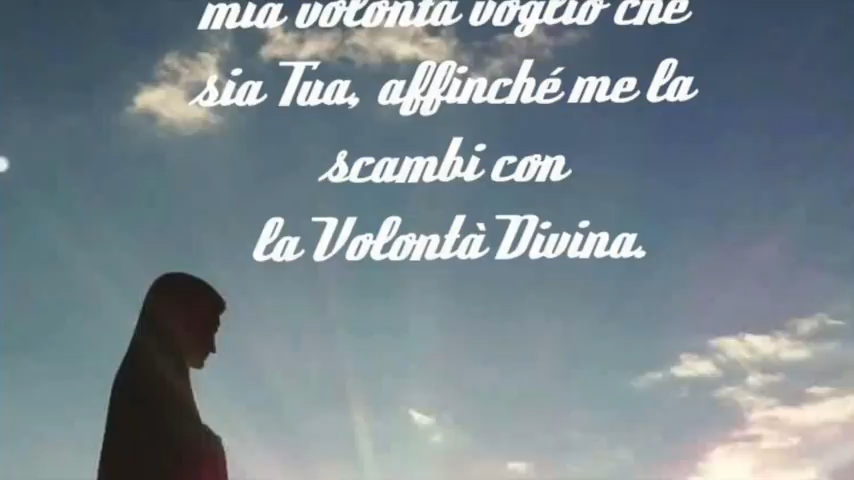 mia volontà voglio che
sia Tua, affinché me la
scambi con
la Volontà Divina.